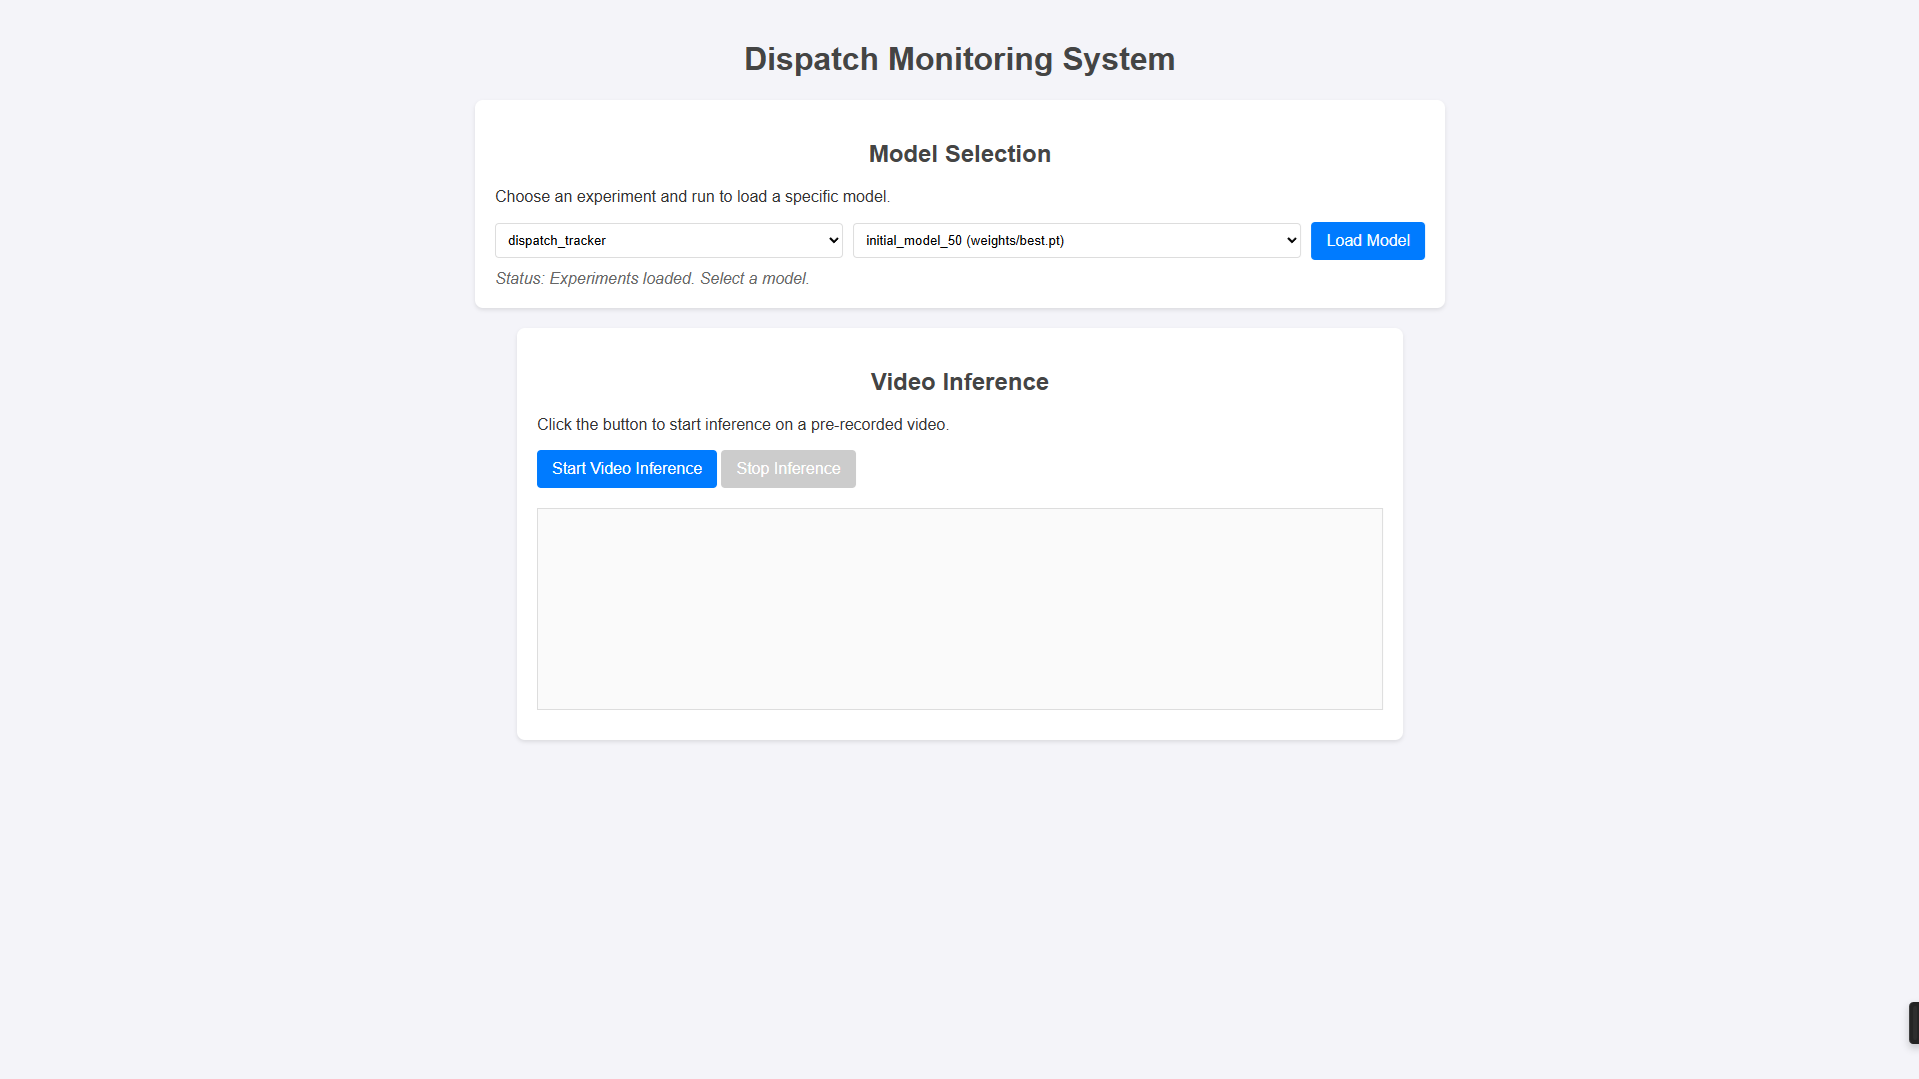 Dispatch Monitoring System
Model Selection
Choose an experiment and run to load a specific model.
dispatch_tracker
initial_model_50 (weights/best.pt)
Load Model
Status: Experiments loaded. Select a model.
Video Inference
Click the button to start inference on a pre-recorded video.
Start Video Inference
Stop Inference